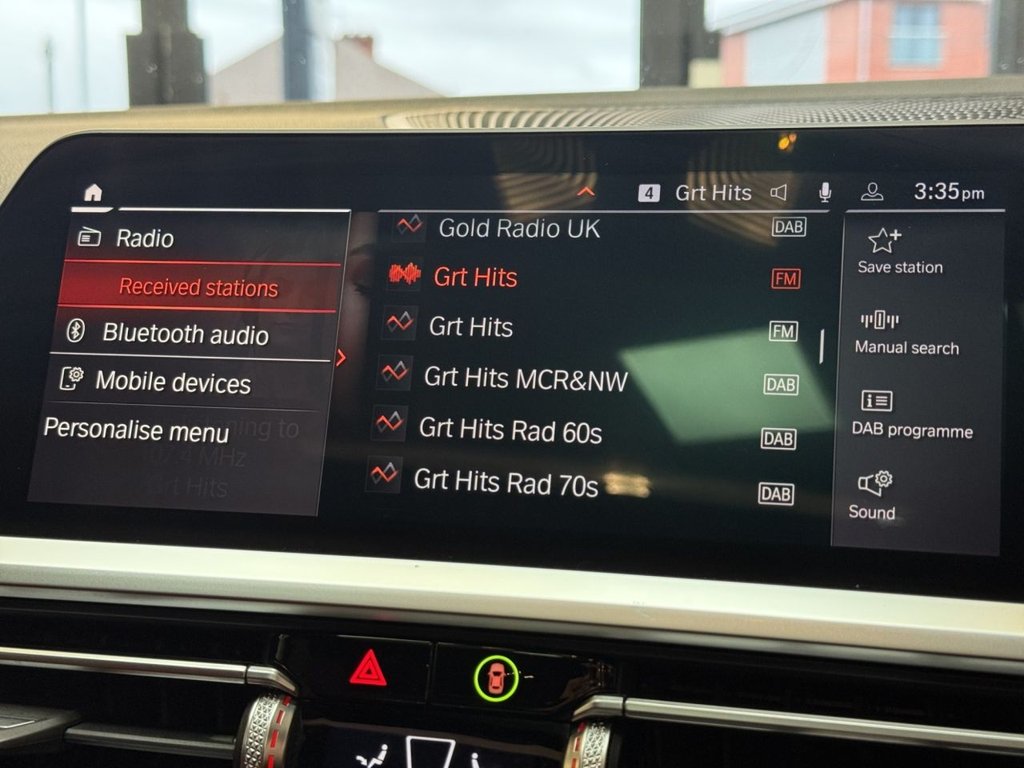 4 Grt Hits 3:35pm
Radio
Received stations
Bluetooth audio
Mobile devices
Personalise menu
Gold Radio UK DAB
Grt Hits FM
Grt Hits FM
Grt Hits MCR&NW DAB
Grt Hits Rad 60s DAB
Grt Hits Rad 70s DAB
Save station
Manual search
DAB programme
Sound